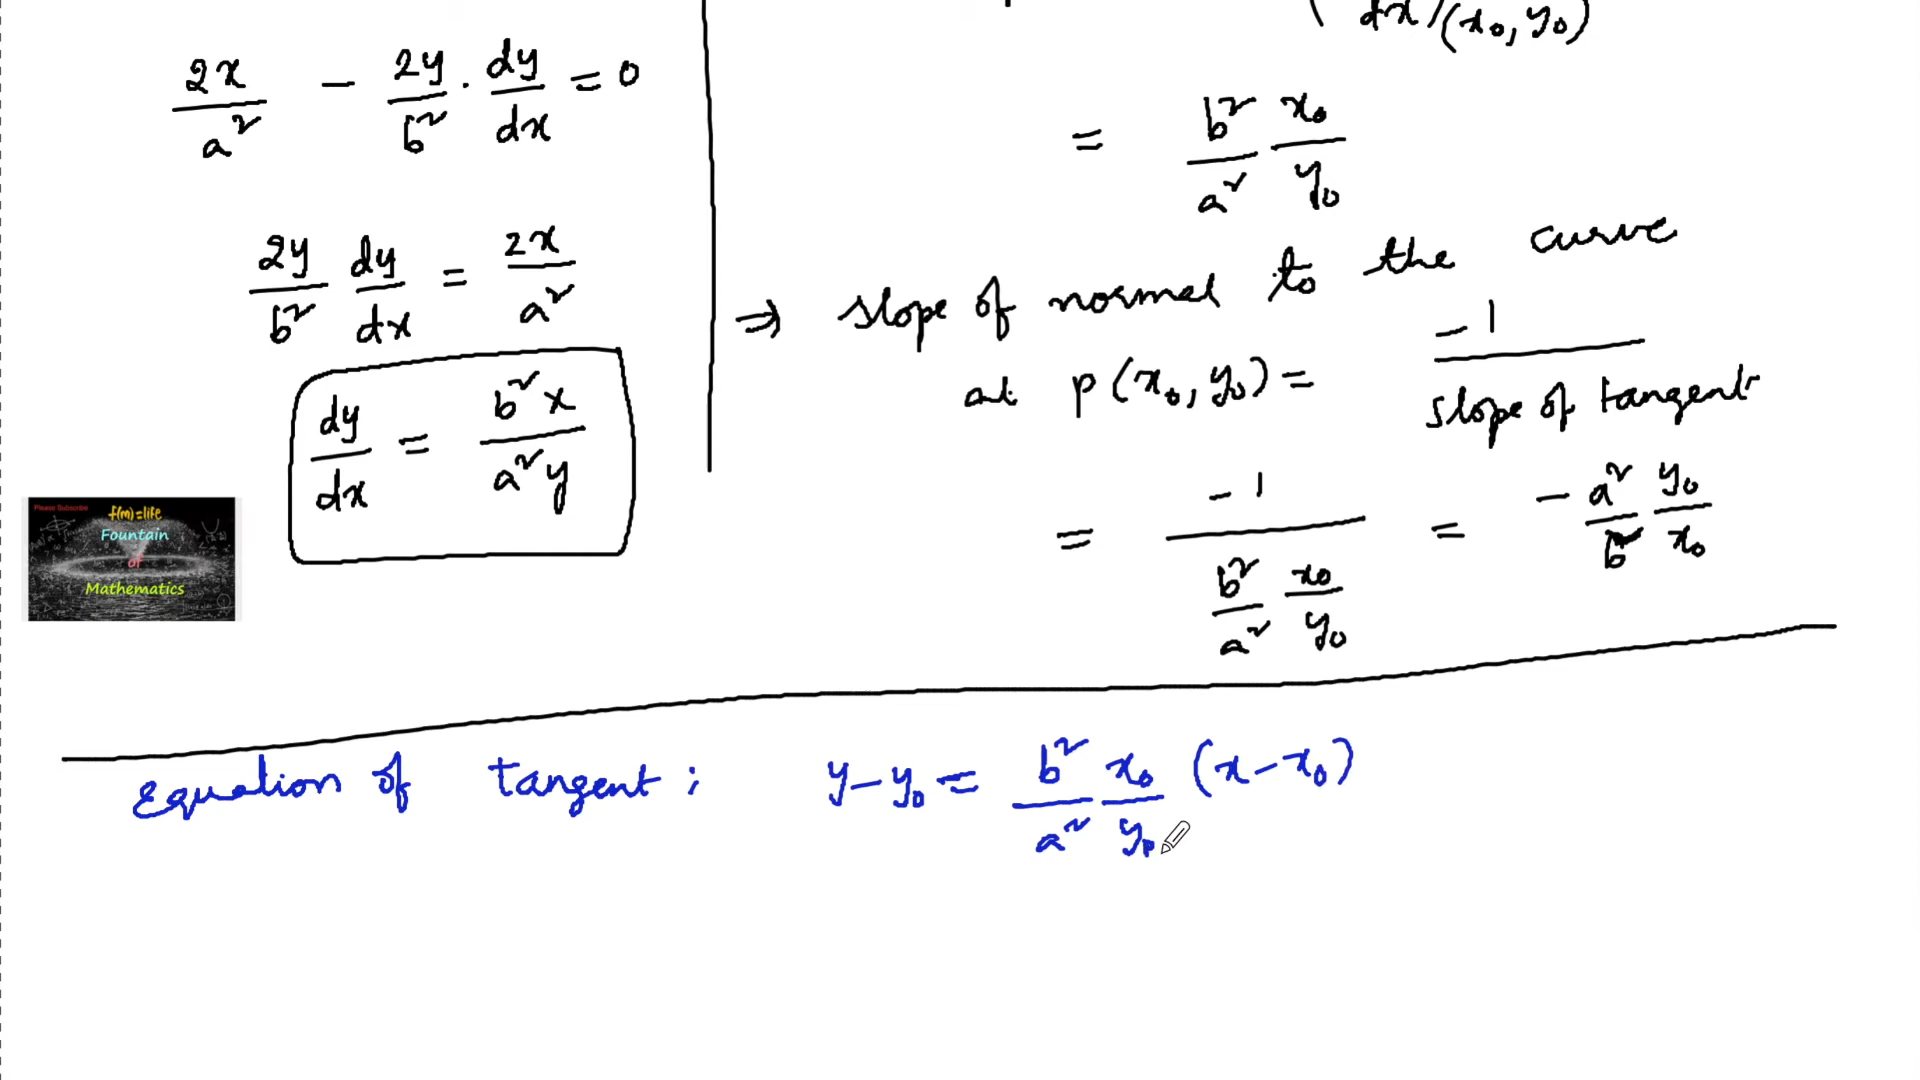 2x/a² - 2y/b² · dy/dx = 0
2y/b² dy/dx = 2x/a²
dy/dx = b²x/a²y
dx)(x₀, y₀)
= b²/a² x₀/y₀
⇒ slope of normal to the curve
at P(x₀, y₀) = -1/slope of tangent
= -1/(b²/a² x₀/y₀) = -a²/b² y₀/x₀
Please Subscribe
f(m)=life
Fountain
of
Mathematics
Equation of tangent ; y-y₀ = b²/a² x₀/y₀ (x-x₀)